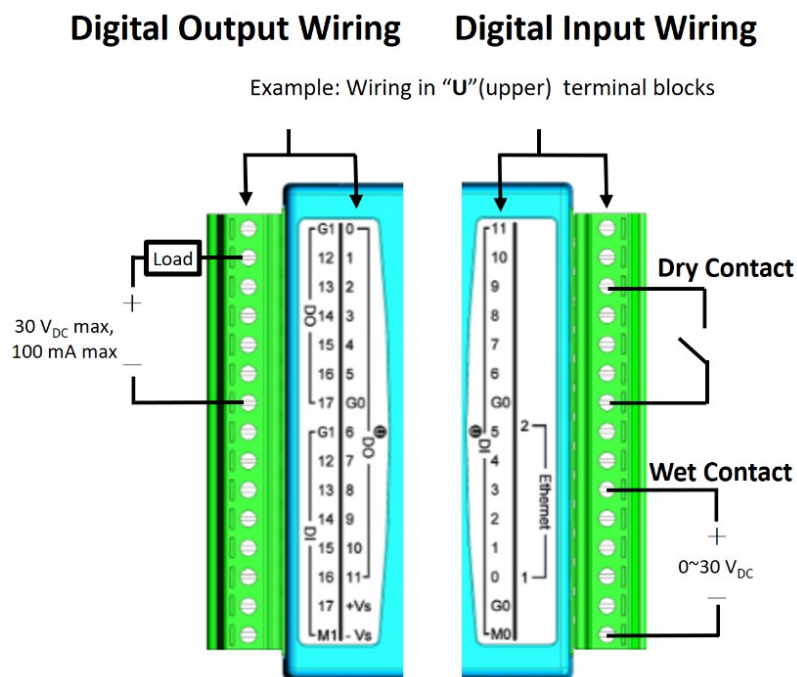 Digital Output Wiring
Digital Input Wiring
Example: Wiring in “U”(upper) terminal blocks
Load
+
30 VDC max,
100 mA max
—
G1 0
12 1
13 2
14 3
15 4
16 5
17 G0
G1 6
12 7
13 8
14 9
15 10
16 11
17 +Vs
M1 - Vs
DO
DI
DO
U
11
10
9
8
7
6
G0
5
4
3
2
1
0
G0
M0
U
DI
2
Ethernet
1
Dry Contact
Wet Contact
+
0~30 VDC
—